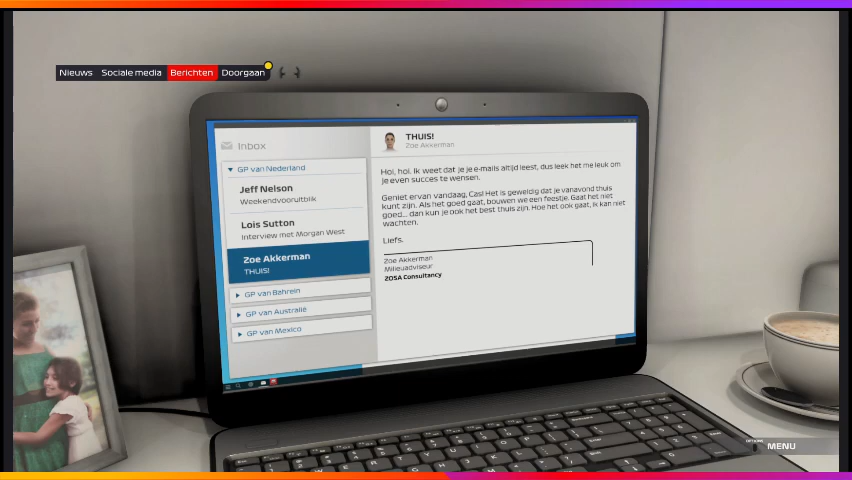 Nieuws Sociale media Berichten Doorgaan
Inbox
GP van Nederland
Jeff Nelson
Weekendvooruitblik
Lois Sutton
Interview met Morgan West
Zoe Akkerman
THUIS!
GP van Bahrein
GP van Australië
GP van Mexico
THUIS!
Zoe Akkerman
Hoi, hoi. Ik weet dat je je e-mails altijd leest, dus leek het me leuk om
je even succes te wensen.
Geniet ervan vandaag, Cas! Het is geweldig dat je vanavond thuis
kunt zijn. Als het goed gaat, bouwen we een feestje. Gaat het niet
goed... dan kun je ook het best thuis zijn. Hoe het ook gaat, ik kan niet
wachten.
Liefs.
Zoe Akkerman
Milieuadviseur
ZOSA Consultancy
OPTIONS
MENU